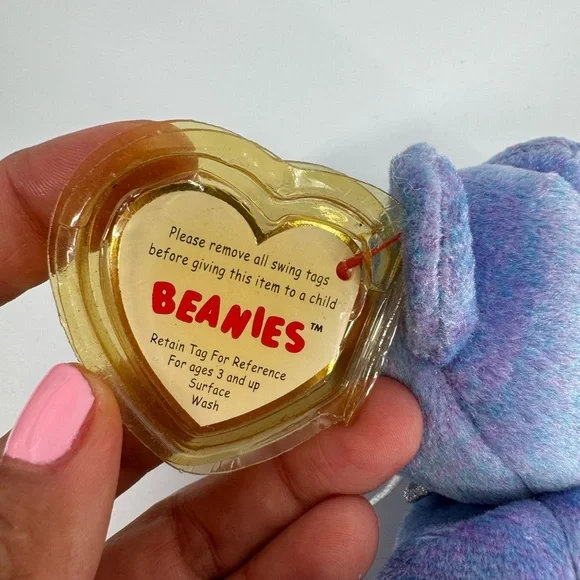 Please remove all swing tags
before giving this item to a child
BEANIES™
Retain Tag For Reference
For ages 3 and up
Surface
Wash